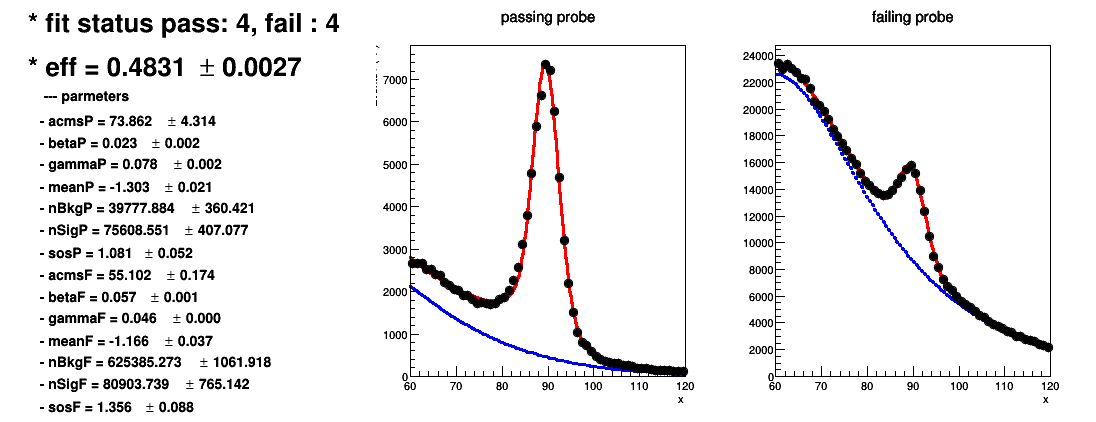 * fit status pass: 4, fail : 4
* eff = 0.4831 ± 0.0027
--- parmeters
- acmsP = 73.862 ± 4.314
- betaP = 0.023 ± 0.002
- gammaP = 0.078 ± 0.002
- meanP = -1.303 ± 0.021
- nBkgP = 39777.884 ± 360.421
- nSigP = 75608.551 ± 407.077
- sosP = 1.081 ± 0.052
- acmsF = 55.102 ± 0.174
- betaF = 0.057 ± 0.001
- gammaF = 0.046 ± 0.000
- meanF = -1.166 ± 0.037
- nBkgF = 625385.273 ± 1061.918
- nSigF = 80903.739 ± 765.142
- sosF = 1.356 ± 0.088
passing probe
7000
6000
5000
4000
3000
2000
1000
0
60 70 80 90 100 110 120
x
failing probe
24000
22000
20000
18000
16000
14000
12000
10000
8000
6000
4000
2000
0
60 70 80 90 100 110 120
x